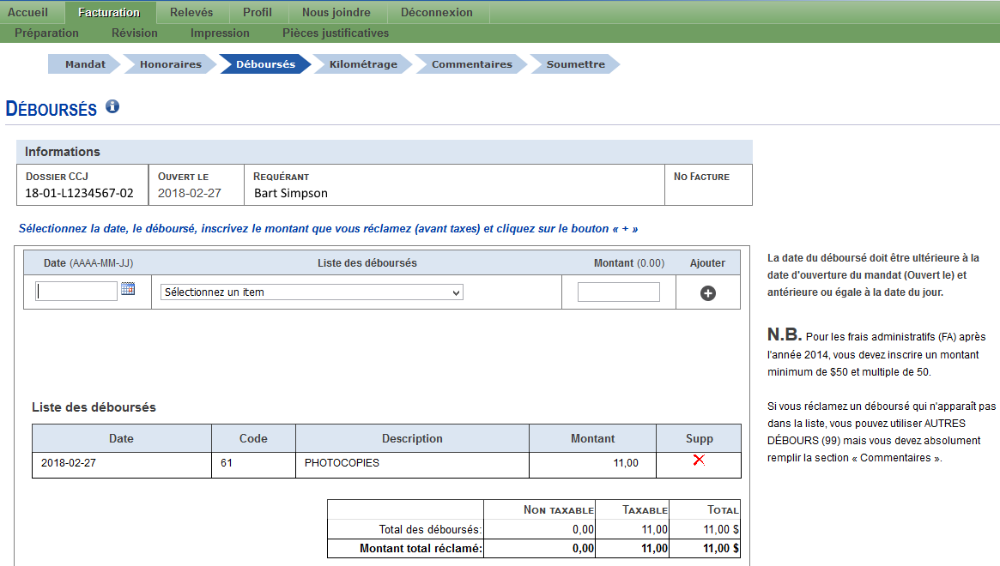 Accueil Facturation Relevés Profil Nous joindre Déconnexion
Préparation Révision Impression Pièces justificatives
Mandat Honoraires Déboursés Kilométrage Commentaires Soumettre
DÉBOURSÉS i
Informations
DOSSIER CCJ OUVERT LE REQUÉRANT NO FACTURE
18-01-L1234567-02 2018-02-27 Bart Simpson
Sélectionnez la date, le déboursé, inscrivez le montant que vous réclamez (avant taxes) et cliquez sur le bouton « + »
Date (AAAA-MM-JJ) Liste des déboursés Montant (0.00) Ajouter
Sélectionnez un item
La date du déboursé doit être ultérieure à la
date d'ouverture du mandat (Ouvert le) et
antérieure ou égale à la date du jour.
N.B. Pour les frais administratifs (FA) après
l'année 2014, vous devez inscrire un montant
minimum de $50 et multiple de 50.
Si vous réclamez un déboursé qui n'apparaît pas
dans la liste, vous pouvez utiliser AUTRES
DÉBOURS (99) mais vous devez absolument
remplir la section « Commentaires ».
Liste des déboursés
Date Code Description Montant Supp
2018-02-27 61 PHOTOCOPIES 11,00
NON TAXABLE TAXABLE TOTAL
Total des déboursés: 0,00 11,00 11,00 $
Montant total réclamé: 0,00 11,00 11,00 $